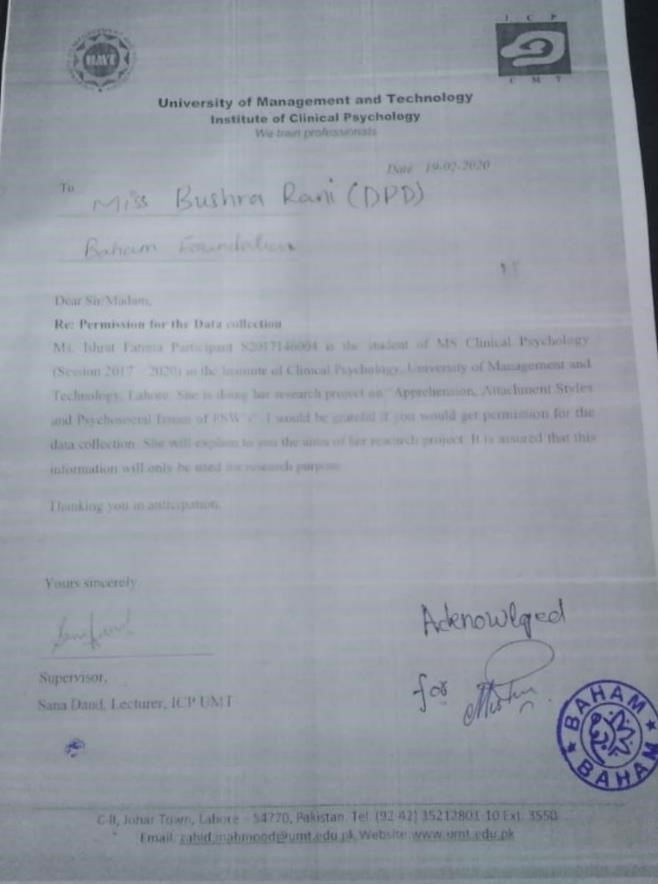 UMT
I C P
U M T
University of Management and Technology
Institute of Clinical Psychology
We train professionals
Date 19-02-2020
To
Miss Bushra Rani (DPD)
Baham Foundation
Dear Sir/Madam,
Re: Permission for the Data collection
Ms. Ishrat Fatima Participant S2017146004 is the student of MS Clinical Psychology
(Session 2017 - 2020) in the Institute of Clinical Psychology, University of Management and
Technology, Lahore. She is doing her research project on "Apprehension, Attachment Styles
and Psychosocial Issues of FSW's". I would be grateful if you would get permission for the
data collection. She will explain to you the aims of her research project. It is assured that this
information will only be used for research purpose.
Thanking you in anticipation.
Yours sincerely
Acknowlged
for
Supervisor,
Sana Daud, Lecturer, ICP UMT
BAHAM
BAHAM
C-II, Johar Town, Lahore - 54770, Pakistan. Tel: (92-42) 35212801-10 Ext. 3550
Email: zahid.mahmood@umt.edu.pk, Website: www.umt.edu.pk